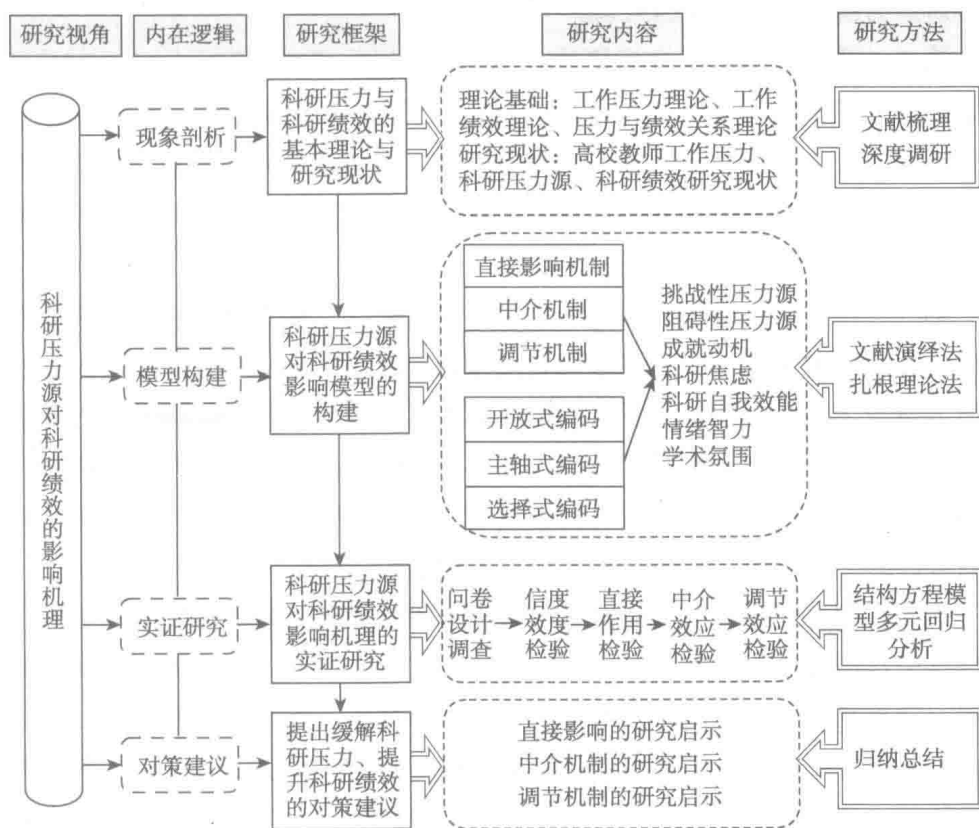 研究视角
内在逻辑
研究框架
研究内容
研究方法
科研压力源对科研绩效的影响机理
现象剖析
科研压力与
科研绩效的
基本理论与
研究现状
理论基础：工作压力理论、工作
绩效理论、压力与绩效关系理论
研究现状：高校教师工作压力、
科研压力源、科研绩效研究现状
文献梳理
深度调研
模型构建
科研压力源
对科研绩效
影响模型的
构建
直接影响机制
中介机制
调节机制
开放式编码
主轴式编码
选择式编码
挑战性压力源
阻碍性压力源
成就动机
科研焦虑
科研自我效能
情绪智力
学术氛围
文献演绎法
扎根理论法
实证研究
科研压力源
对科研绩效
影响机理的
实证研究
问卷
设计
调查
信度
效度
检验
直接
作用
检验
中介
效应
检验
调节
效应
检验
结构方程模
型多元回归
分析
对策建议
提出缓解科
研压力、提
升科研绩效
的对策建议
直接影响的研究启示
中介机制的研究启示
调节机制的研究启示
归纳总结